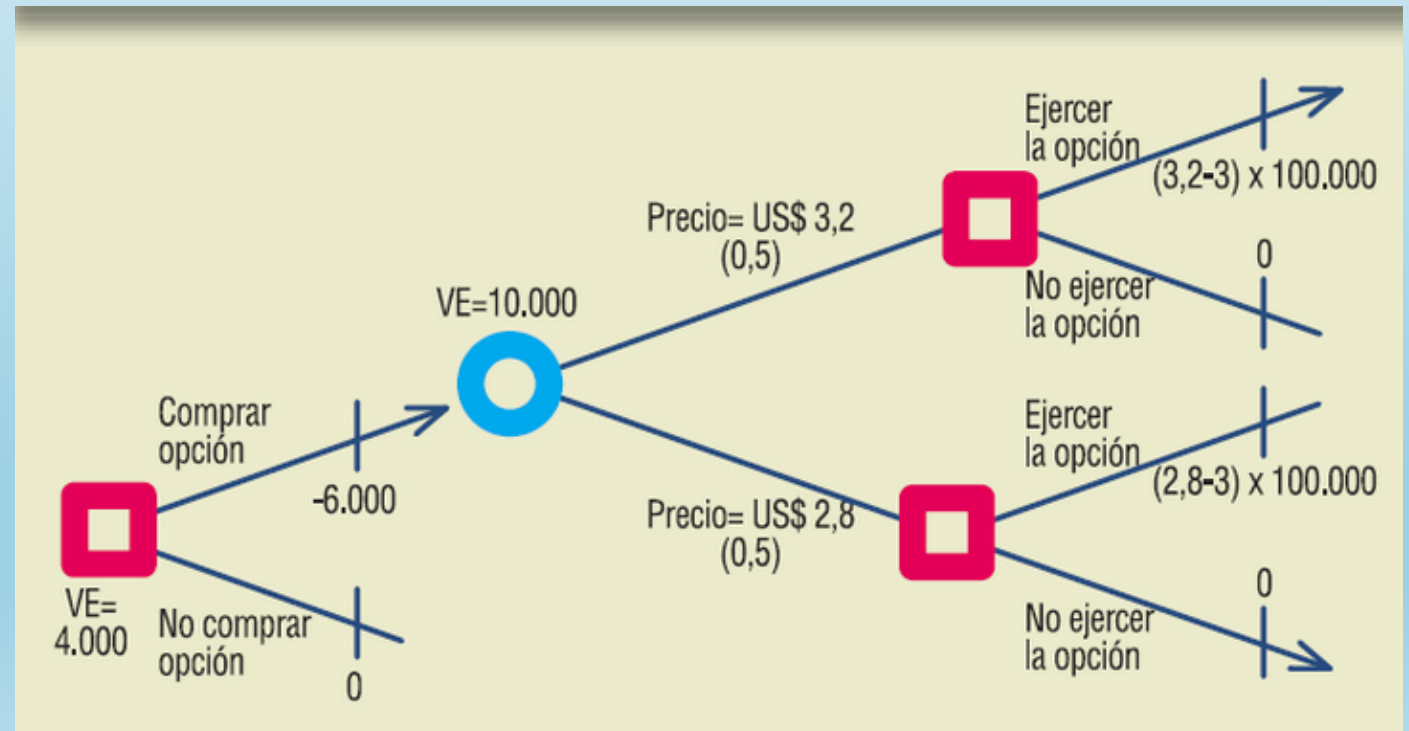 Comprar
opción
-6.000
VE=
4.000
No comprar
opción
0
VE=10.000
Precio= US$ 3,2
(0,5)
Precio= US$ 2,8
(0,5)
Ejercer
la opción
(3,2-3) x 100.000
0
No ejercer
la opción
Ejercer
la opción
(2,8-3) x 100.000
0
No ejercer
la opción